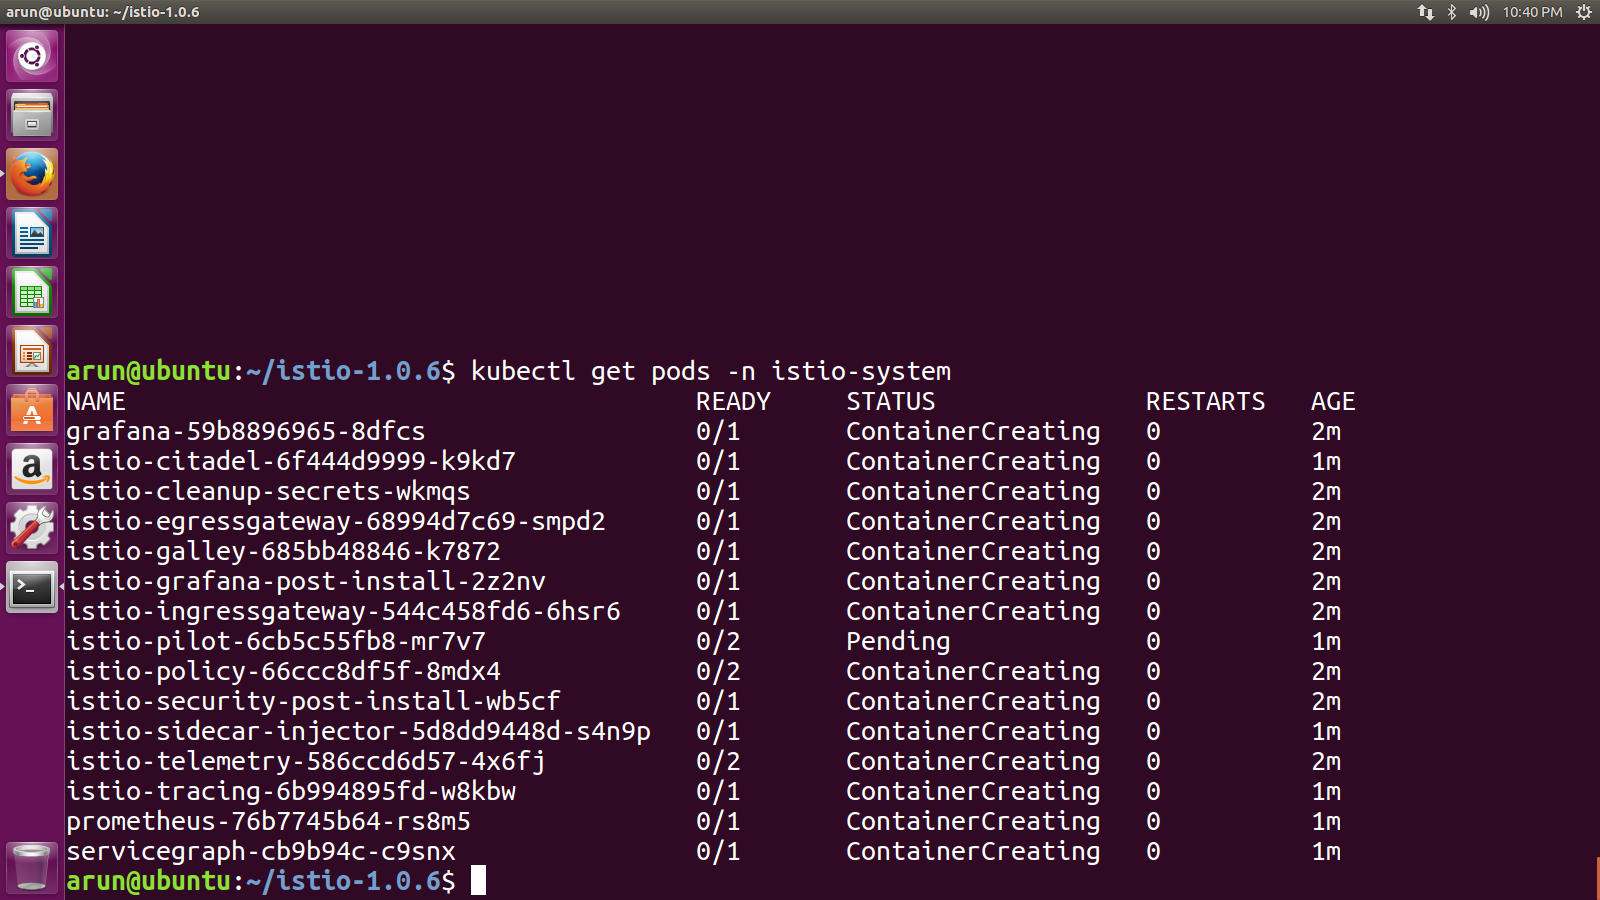 arun@ubuntu: ~/istio-1.0.6
10:40 PM
arun@ubuntu:~/istio-1.0.6$ kubectl get pods -n istio-system
NAME READY STATUS RESTARTS AGE
grafana-59b8896965-8dfcs 0/1 ContainerCreating 0 2m
istio-citadel-6f444d9999-k9kd7 0/1 ContainerCreating 0 1m
istio-cleanup-secrets-wkmqs 0/1 ContainerCreating 0 2m
istio-egressgateway-68994d7c69-smpd2 0/1 ContainerCreating 0 2m
istio-galley-685bb48846-k7872 0/1 ContainerCreating 0 2m
istio-grafana-post-install-2z2nv 0/1 ContainerCreating 0 2m
istio-ingressgateway-544c458fd6-6hsr6 0/1 ContainerCreating 0 2m
istio-pilot-6cb5c55fb8-mr7v7 0/2 Pending 0 1m
istio-policy-66ccc8df5f-8mdx4 0/2 ContainerCreating 0 2m
istio-security-post-install-wb5cf 0/1 ContainerCreating 0 2m
istio-sidecar-injector-5d8dd9448d-s4n9p 0/1 ContainerCreating 0 1m
istio-telemetry-586ccd6d57-4x6fj 0/2 ContainerCreating 0 2m
istio-tracing-6b994895fd-w8kbw 0/1 ContainerCreating 0 1m
prometheus-76b7745b64-rs8m5 0/1 ContainerCreating 0 1m
servicegraph-cb9b94c-c9snx 0/1 ContainerCreating 0 1m
arun@ubuntu:~/istio-1.0.6$